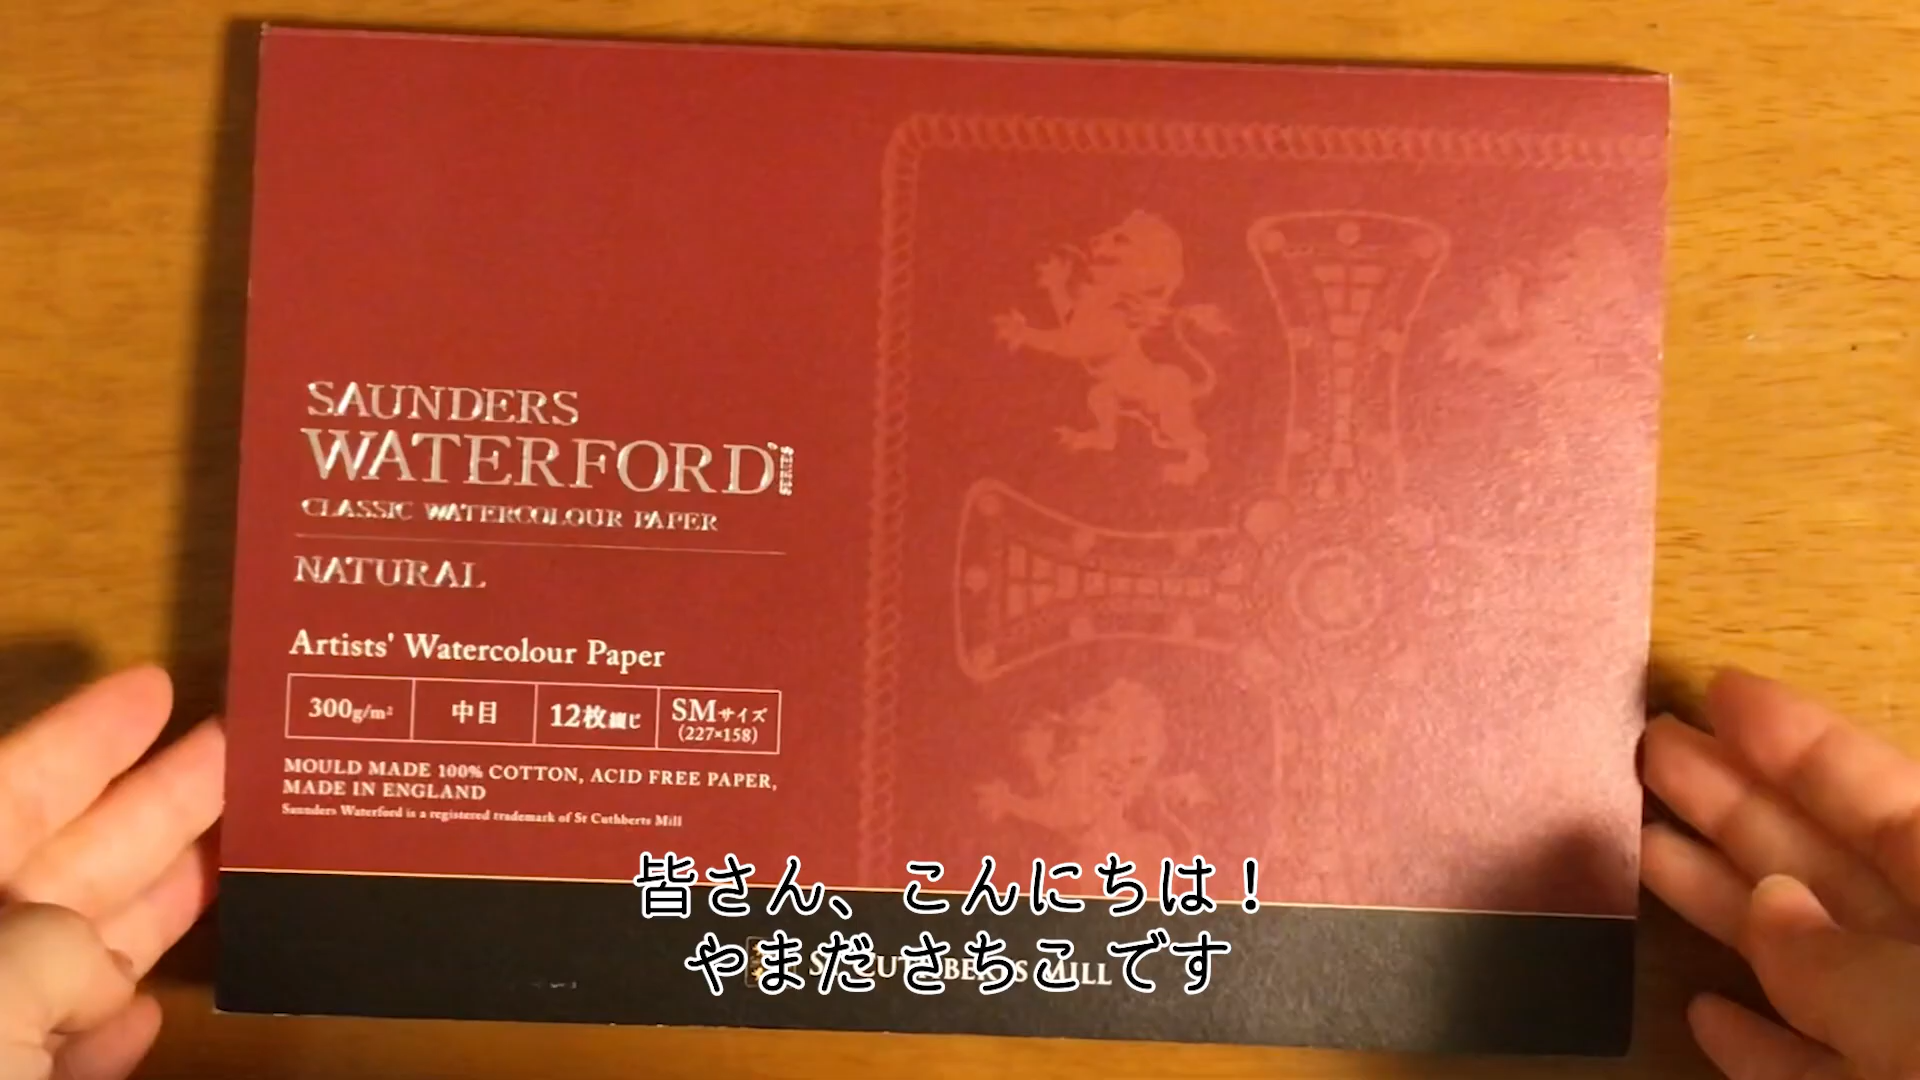 SAUNDERS
WATERFORD
CLASSIC WATERCOLOUR PAPER
NATURAL
Artists' Watercolour Paper
300g/m²
中目
12枚綴じ
SMサイズ
(227×158)
MOULD MADE 100% COTTON, ACID FREE PAPER,
MADE IN ENGLAND
Saunders Waterford is a registered trademark of St Cuthberts Mill
皆さん、こんにちは!
やまだ さちこ です
ST CUTHBERTS MILL